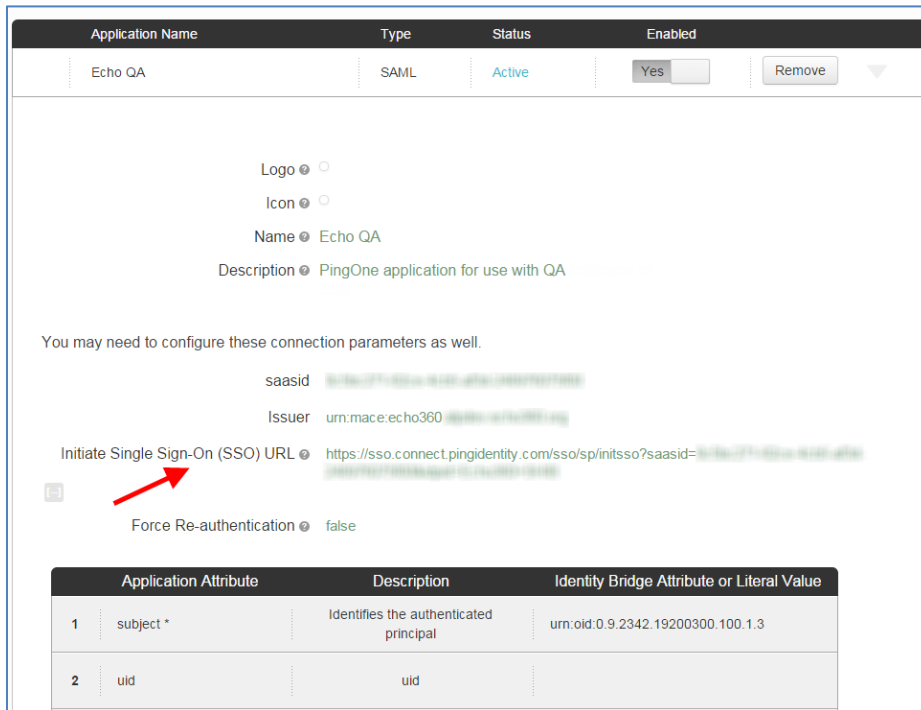 Application Name Type Status Enabled
Echo QA SAML Active Yes Remove
Logo
Icon
Name Echo QA
Description PingOne application for use with QA
You may need to configure these connection parameters as well.
saasid
Issuer urn:mace:echo360
Initiate Single Sign-On (SSO) URL https://sso.connect.pingidentity.com/sso/sp/initsso?saasid=
Force Re-authentication false
Application Attribute Description Identity Bridge Attribute or Literal Value
1 subject * Identifies the authenticated principal urn:oid:0.9.2342.19200300.100.1.3
2 uid uid